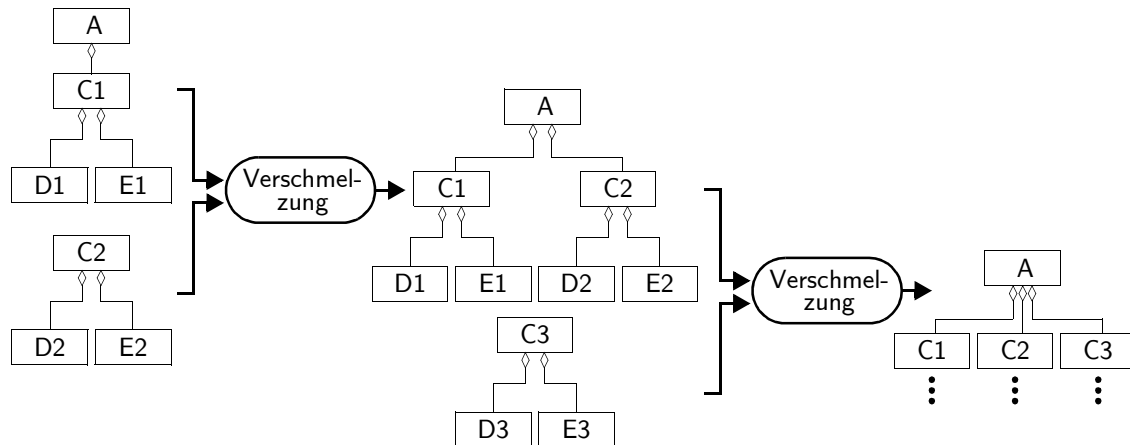 A
C1
D1 E1
C2
D2 E2
Verschmel-
zung
A
C1 C2
D1 E1 D2 E2
C3
D3 E3
Verschmel-
zung
A
C1 C2 C3